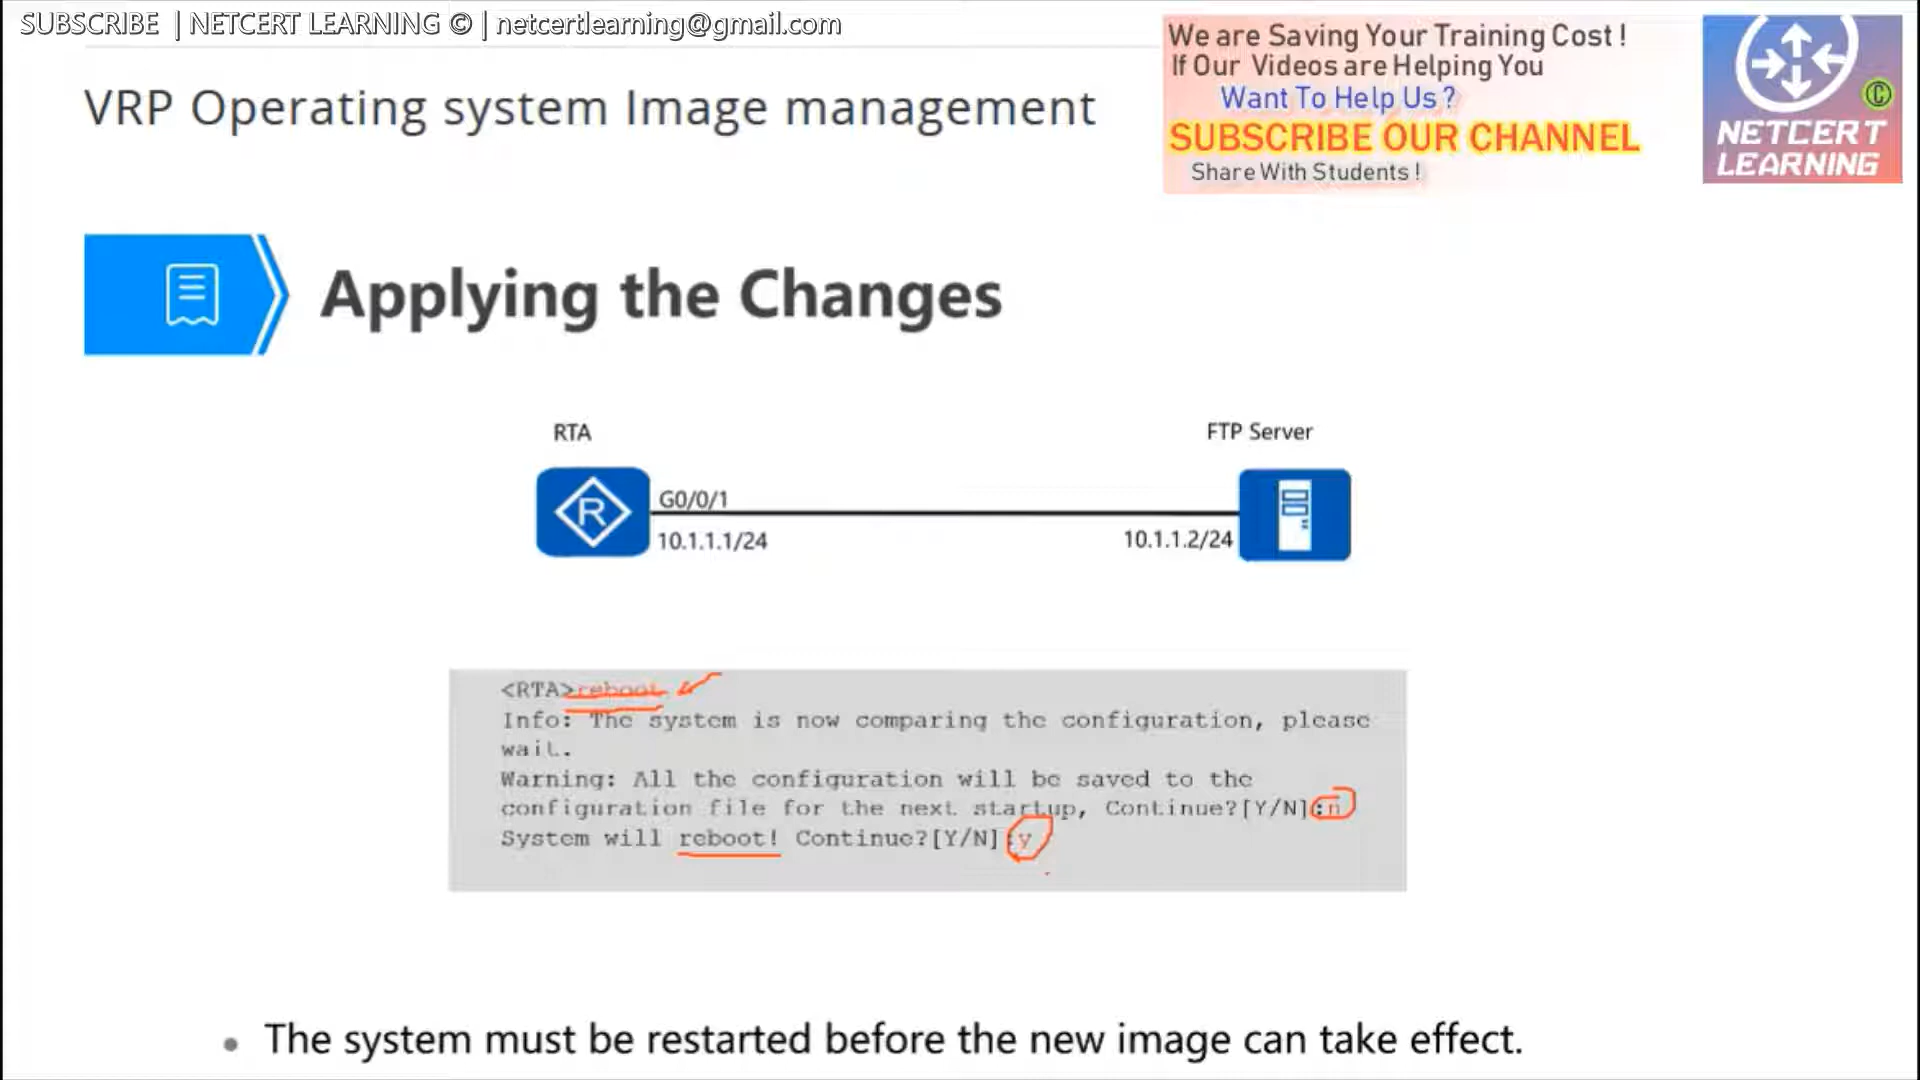 SUBSCRIBE | NETCERT LEARNING © | netcertlearning@gmail.com
We are Saving Your Training Cost !
If Our Videos are Helping You
Want To Help Us ?
SUBSCRIBE OUR CHANNEL
Share With Students !
©
NETCERT
LEARNING
VRP Operating system Image management
Applying the Changes
RTA
FTP Server
R
G0/0/1
10.1.1.1/24
10.1.1.2/24
<RTA>reboot
Info: The system is now comparing the configuration, please
wait.
Warning: All the configuration will be saved to the
configuration file for the next startup, Continue?[Y/N]:n
System will reboot! Continue?[Y/N]:y
• The system must be restarted before the new image can take effect.